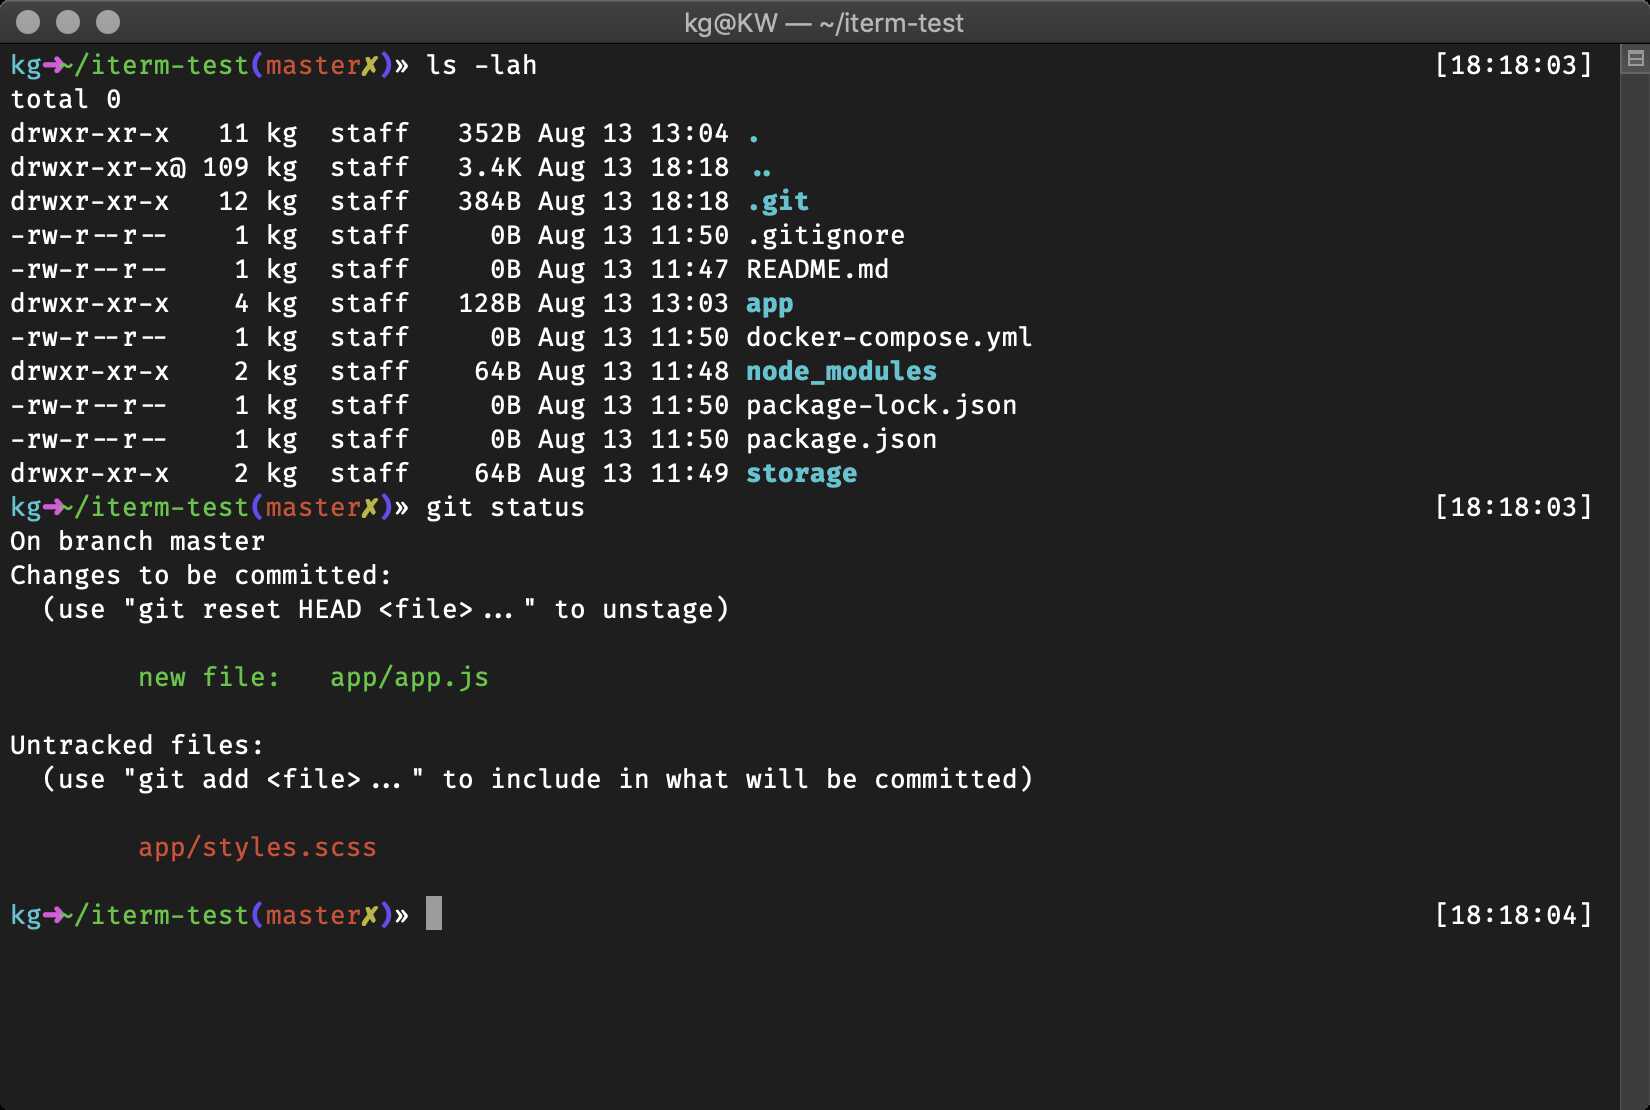 kg@KW — ~/iterm-test
kg➜~/iterm-test(master✗)» ls -lah [18:18:03]
total 0
drwxr-xr-x   11 kg  staff   352B Aug 13 13:04 .
drwxr-xr-x@ 109 kg  staff   3.4K Aug 13 18:18 ..
drwxr-xr-x   12 kg  staff   384B Aug 13 18:18 .git
-rw-r--r--    1 kg  staff     0B Aug 13 11:50 .gitignore
-rw-r--r--    1 kg  staff     0B Aug 13 11:47 README.md
drwxr-xr-x    4 kg  staff   128B Aug 13 13:03 app
-rw-r--r--    1 kg  staff     0B Aug 13 11:50 docker-compose.yml
drwxr-xr-x    2 kg  staff    64B Aug 13 11:48 node_modules
-rw-r--r--    1 kg  staff     0B Aug 13 11:50 package-lock.json
-rw-r--r--    1 kg  staff     0B Aug 13 11:50 package.json
drwxr-xr-x    2 kg  staff    64B Aug 13 11:49 storage
kg➜~/iterm-test(master✗)» git status [18:18:03]
On branch master
Changes to be committed:
  (use "git reset HEAD <file>..." to unstage)
        new file:   app/app.js
Untracked files:
  (use "git add <file>..." to include in what will be committed)
        app/styles.scss
kg➜~/iterm-test(master✗)» [18:18:04]